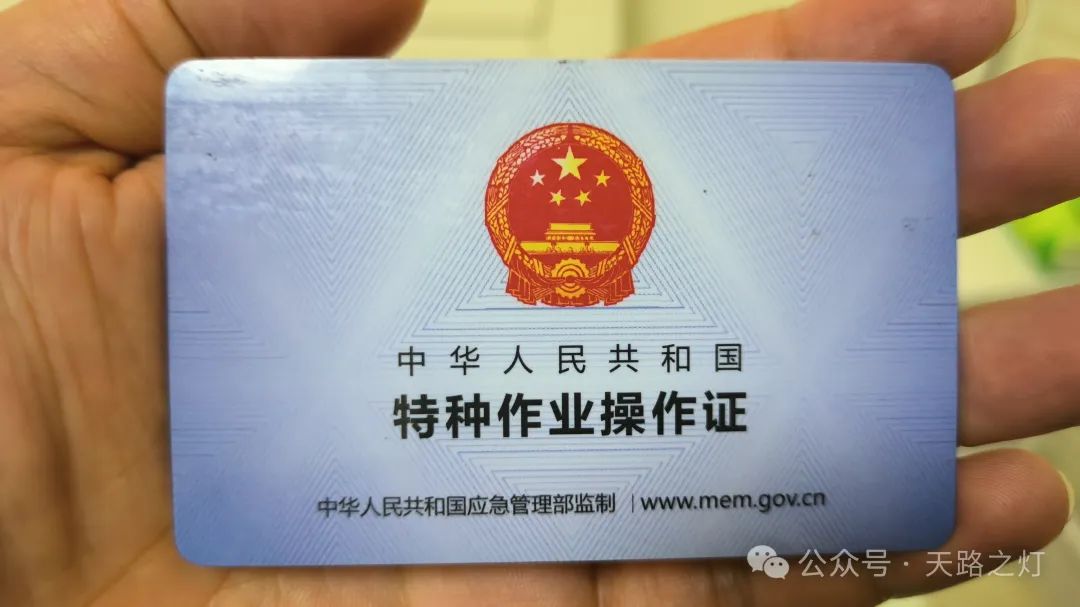 中华人民共和国
特种作业操作证
中华人民共和国应急管理部监制 | www.mem.gov.cn
公众号·天路之灯